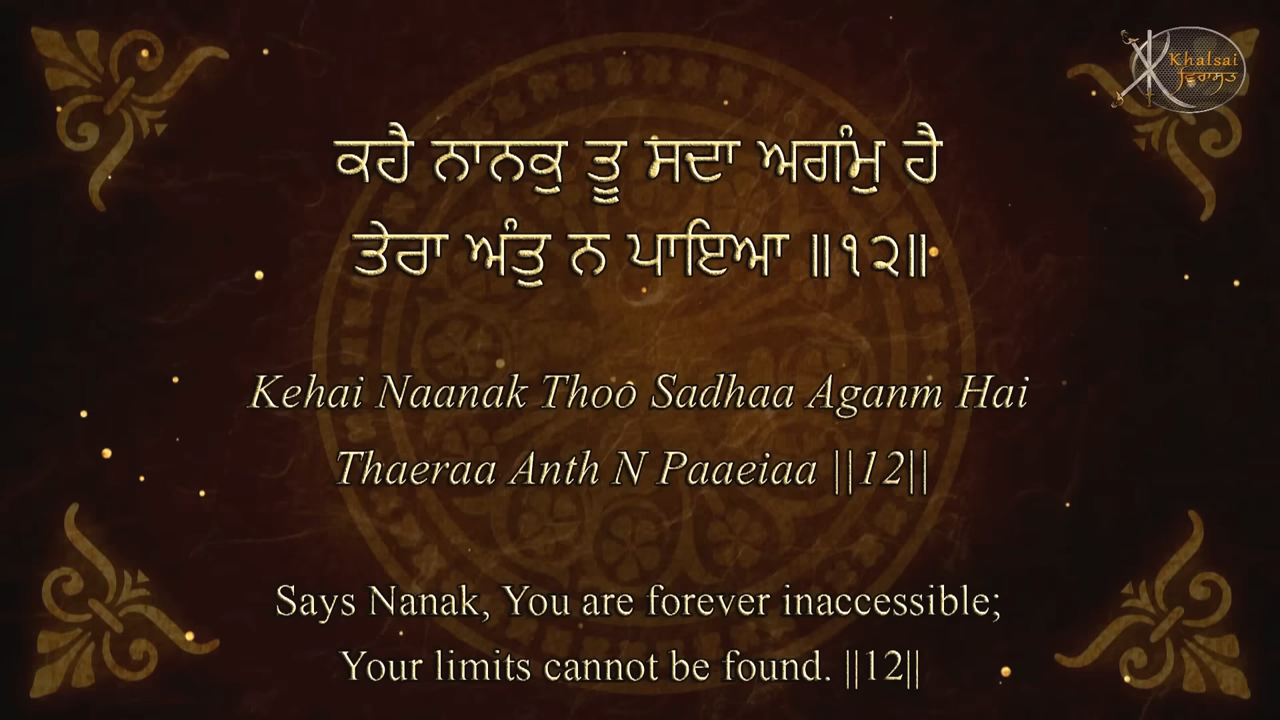 Khalsai
ਵਿਰਾਸਤ
ਕਹੈ ਨਾਨਕੁ ਤੂ ਸਦਾ ਅਗੰਮੁ ਹੈ
ਤੇਰਾ ਅੰਤੁ ਨ ਪਾਇਆ ॥੧੨॥
Kehai Naanak Thoo Sadhaa Aganm Hai
Thaeraa Anth N Paaeiaa ||12||
Says Nanak, You are forever inaccessible;
Your limits cannot be found. ||12||